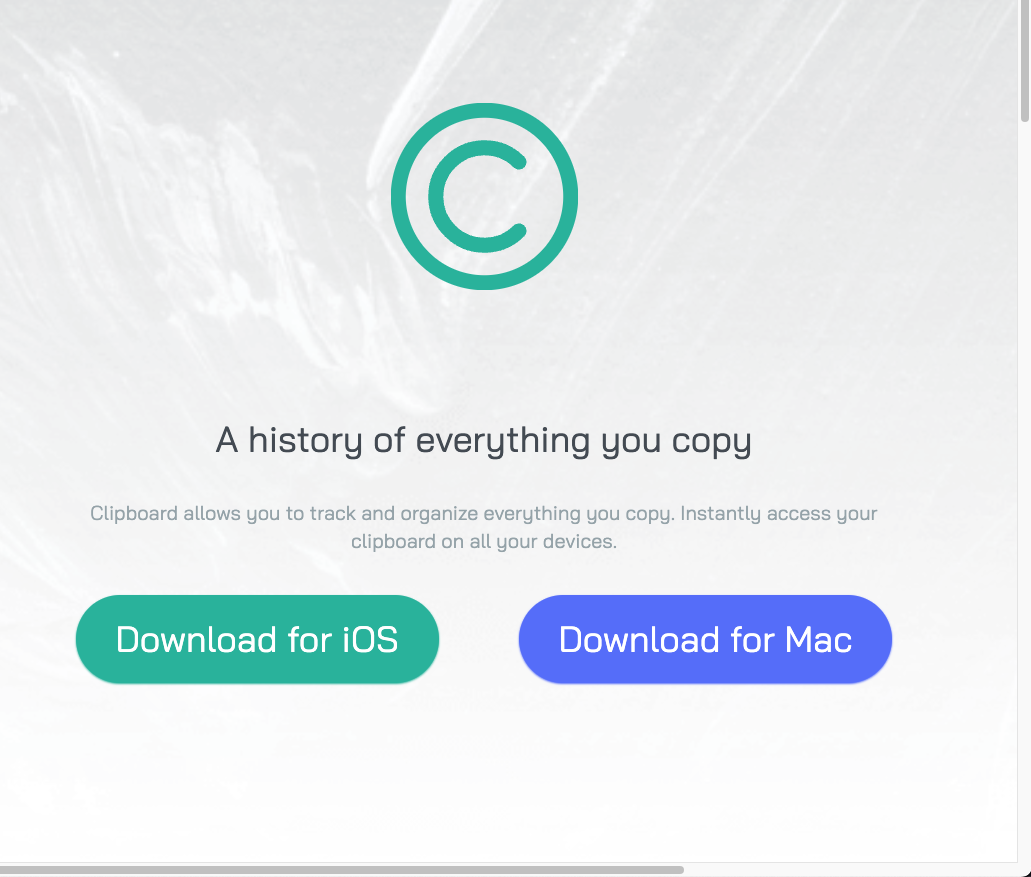 A history of everything you copy
Clipboard allows you to track and organize everything you copy. Instantly access your
clipboard on all your devices.
Download for iOS
Download for Mac